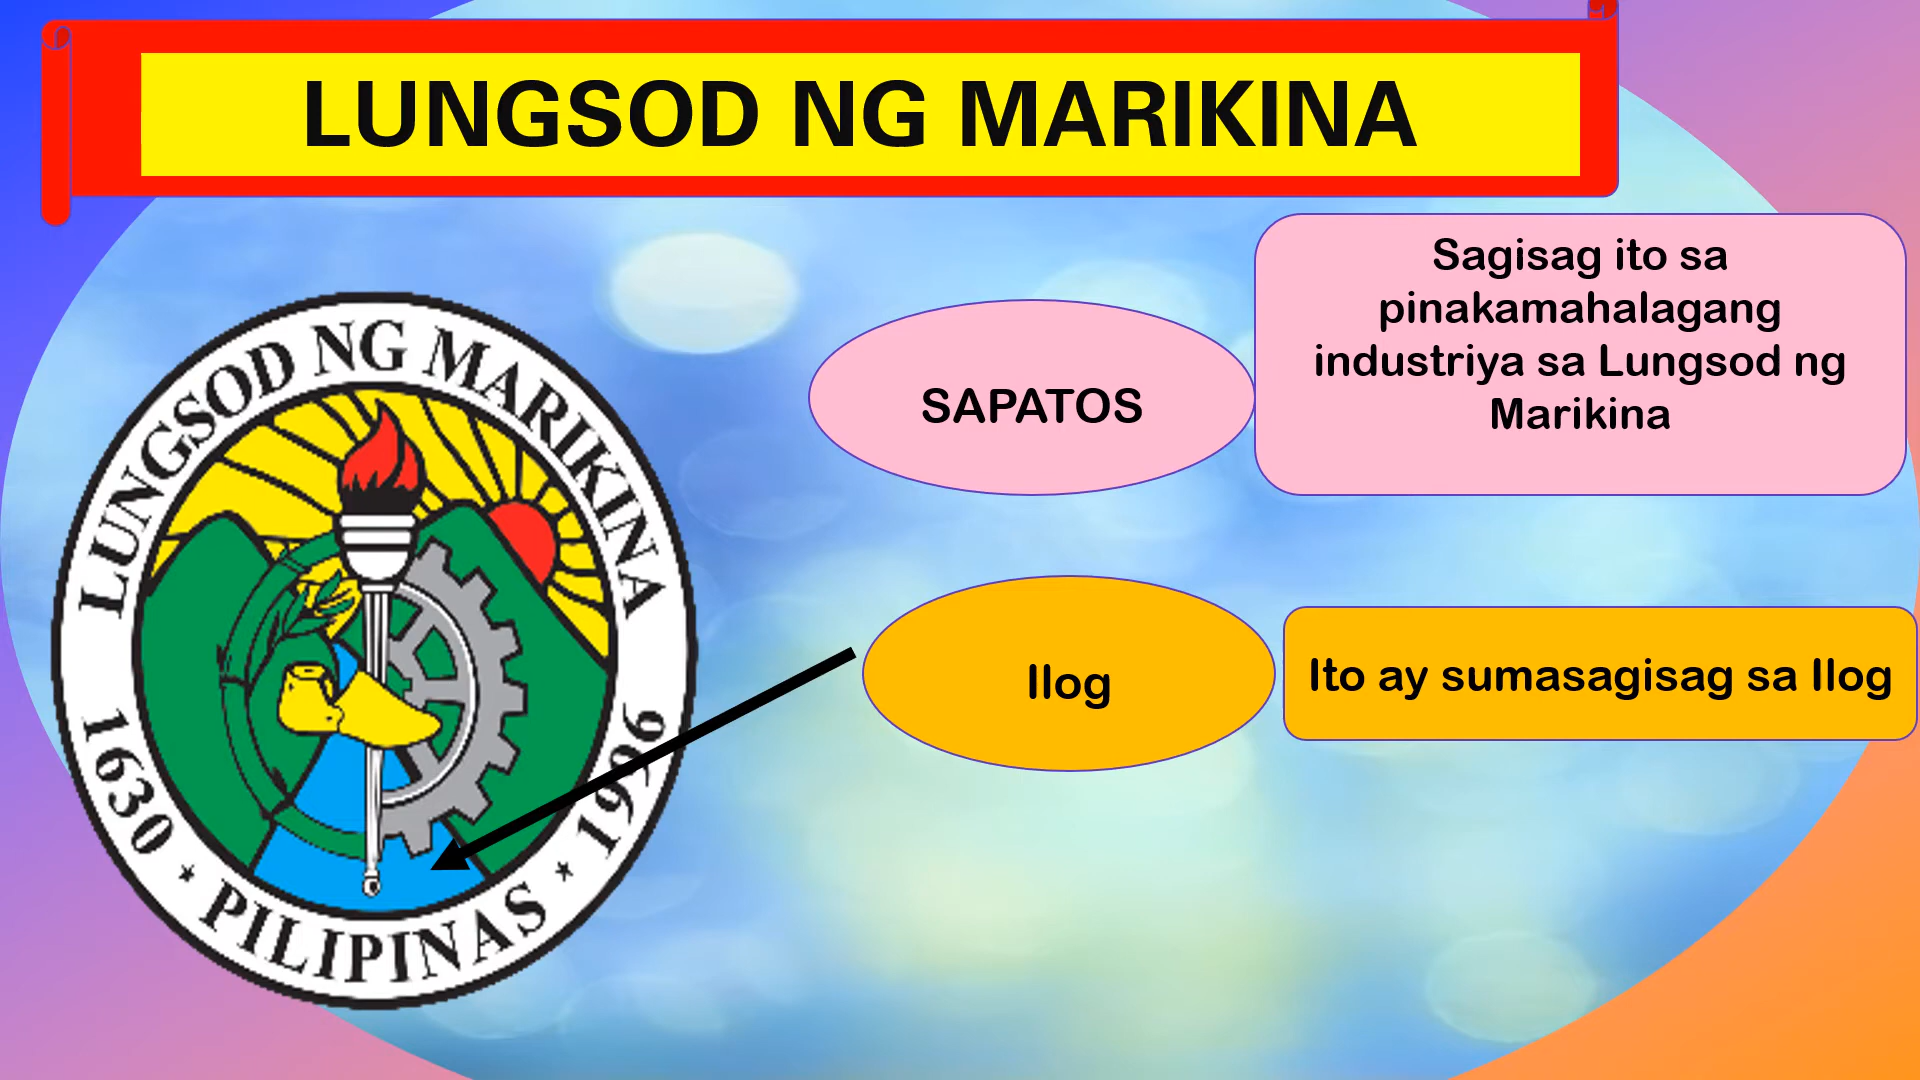 LUNGSOD NG MARIKINA
LUNGSOD NG MARIKINA
1630 ★ PILIPINAS ★ 1996
SAPATOS
Sagisag ito sa
pinakamahalagang
industriya sa Lungsod ng
Marikina
Ilog
Ito ay sumasagisag sa Ilog